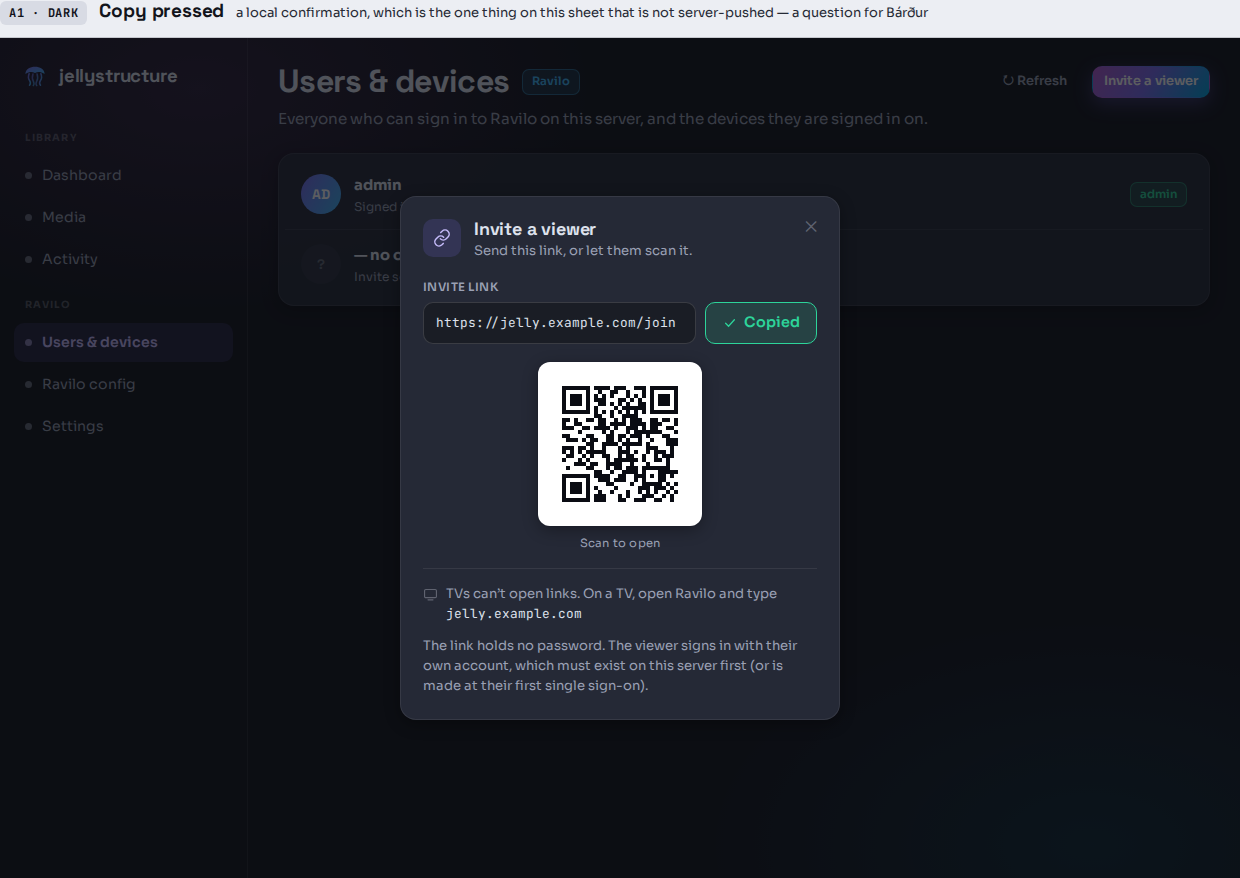 A1 · DARK Copy pressed a local confirmation, which is the one thing on this sheet that is not server-pushed — a question for Bárður
jellystructure
LIBRARY
Dashboard
Media
Activity
RAVILO
Users & devices
Ravilo config
Settings
Users & devices Ravilo
Refresh
Invite a viewer
Everyone who can sign in to Ravilo on this server, and the devices they are signed in on.
AD admin
Signed
admin
? — no
Invite
Invite a viewer
Send this link, or let them scan it.
INVITE LINK
https://jelly.example.com/join
Copied
Scan to open
TVs can’t open links. On a TV, open Ravilo and type
jelly.example.com
The link holds no password. The viewer signs in with their
own account, which must exist on this server first (or is
made at their first single sign-on).